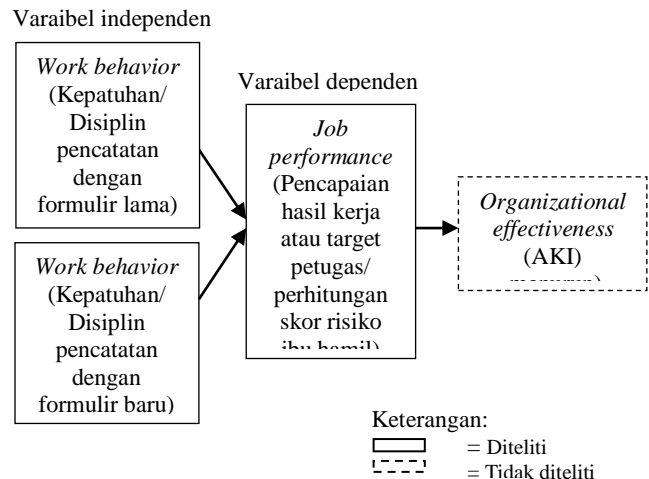 Varaibel independen
Work behavior
(Kepatuhan/
Disiplin
pencatatan
dengan
formulir lama)
Work behavior
(Kepatuhan/
Disiplin
pencatatan
dengan
formulir baru)
Varaibel dependen
Job
performance
(Pencapaian
hasil kerja
atau target
petugas/
perhitungan
skor risiko
ibu hamil)
Organizational
effectiveness
(AKI)
Keterangan:
= Diteliti
= Tidak diteliti